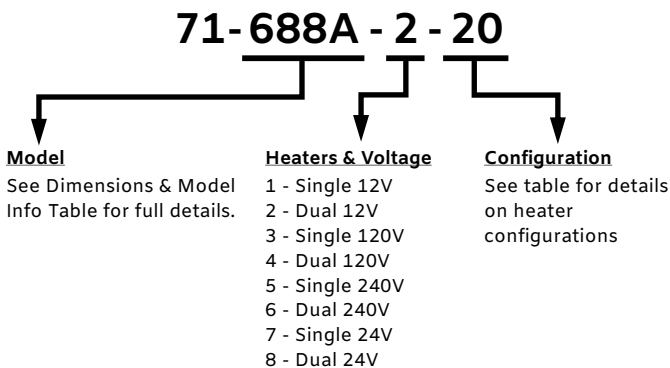 71-688A - 2 - 20
Model
See Dimensions & Model
Info Table for full details.
Heaters & Voltage
1 - Single 12V
2 - Dual 12V
3 - Single 120V
4 - Dual 120V
5 - Single 240V
6 - Dual 240V
7 - Single 24V
8 - Dual 24V
Configuration
See table for details
on heater
configurations